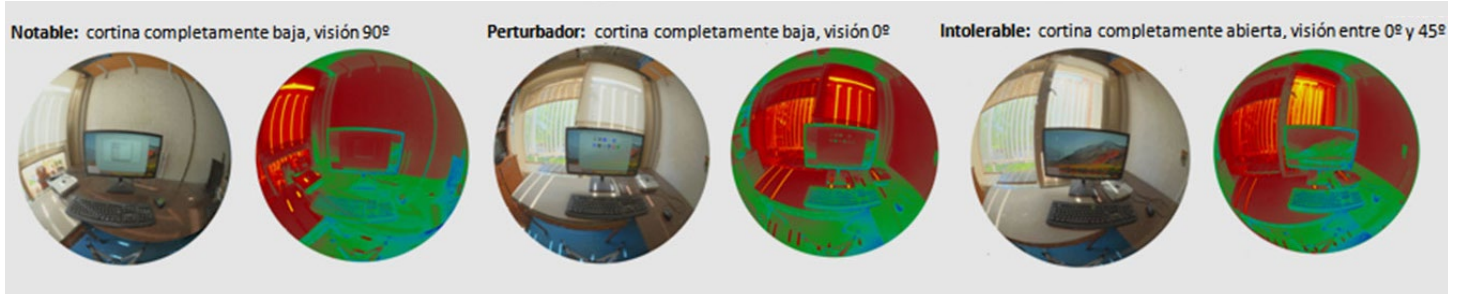 Notable: cortina completamente baja, visión 90º
Perturbador: cortina completamente baja, visión 0º
Intolerable: cortina completamente abierta, visión entre 0º y 45º